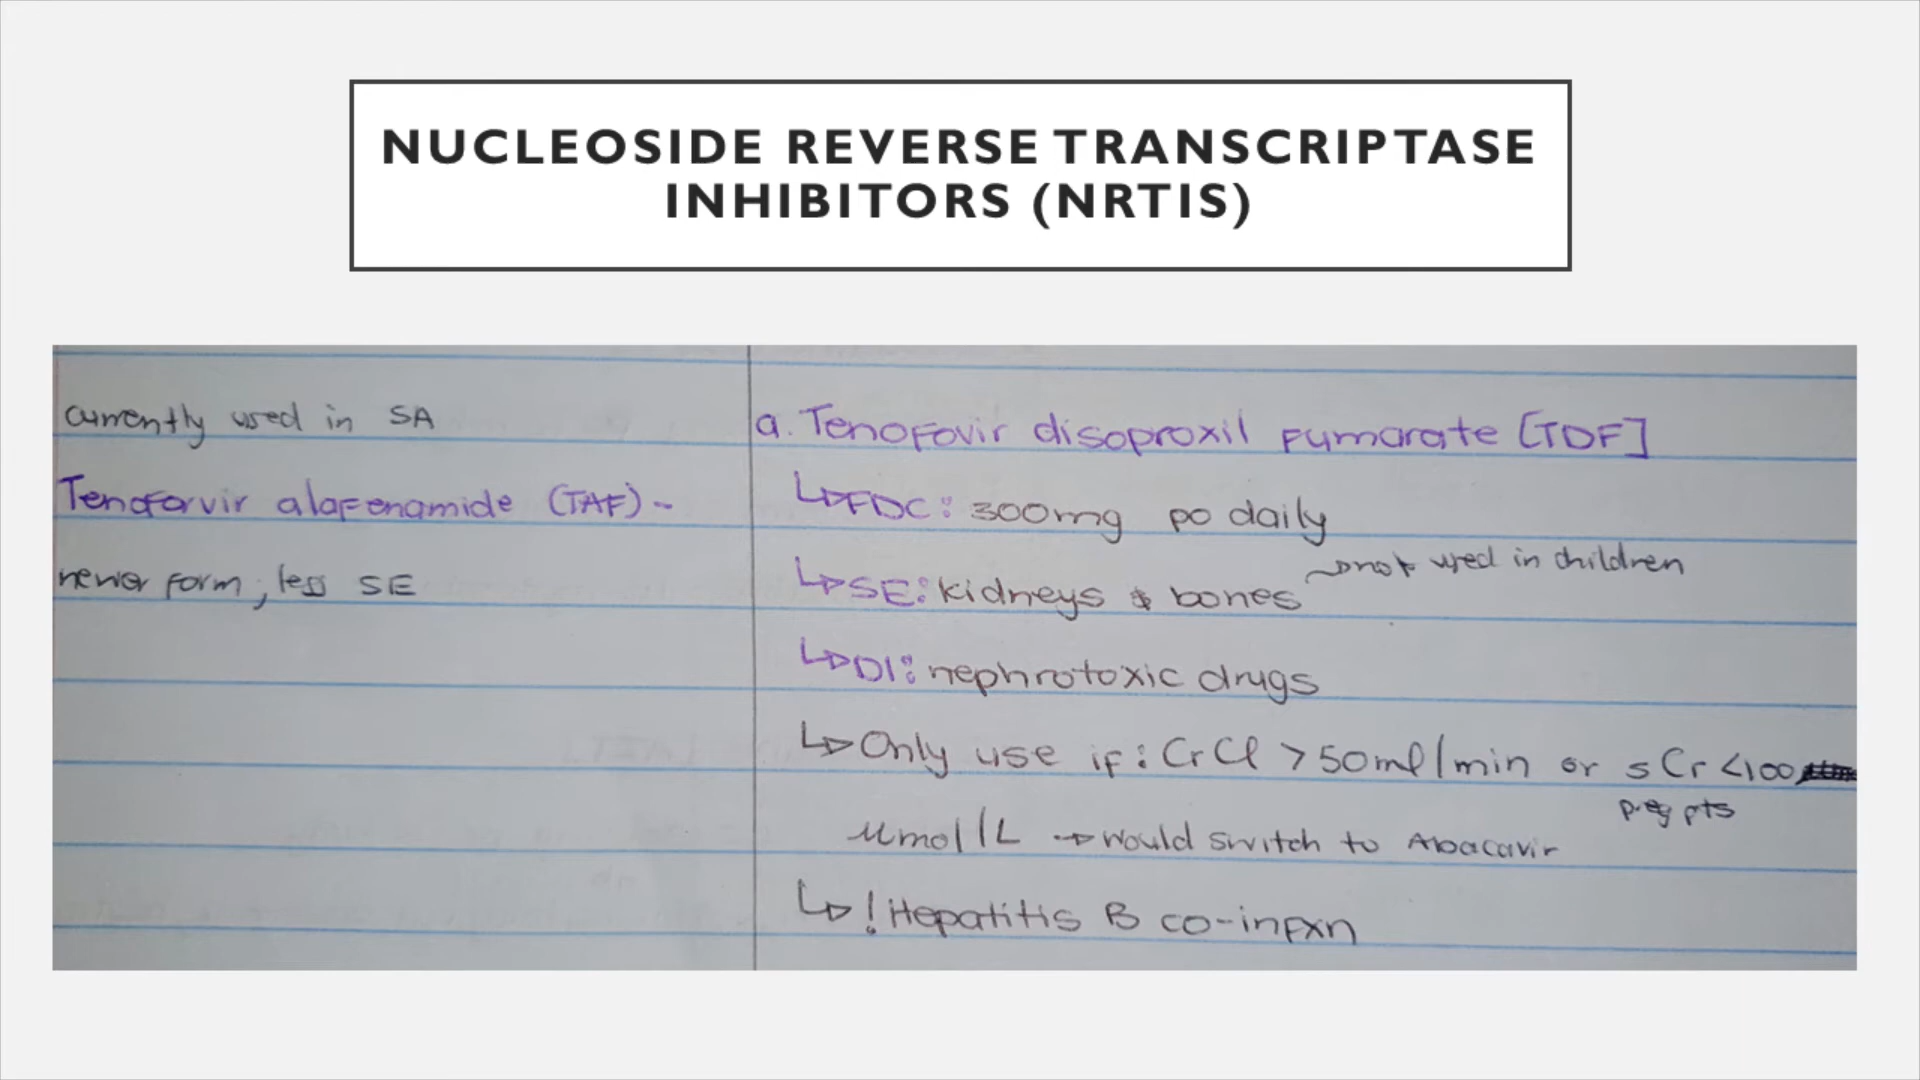 NUCLEOSIDE REVERSE TRANSCRIPTASE
INHIBITORS (NRTIS)
currently used in SA
Tenoforvir alafenamide (TAF) -
newer form, less SE
a. Tenofovir disoproxil fumarate [TDF]
↳ FDC: 300mg po daily
→ not used in children
↳ SE: kidneys & bones
↳ DI: nephrotoxic drugs
↳ Only use if: CrCl > 50ml/min or sCr <100
preg pts
μmol/L → would switch to Abacavir
↳ ! Hepatitis B co-infxn